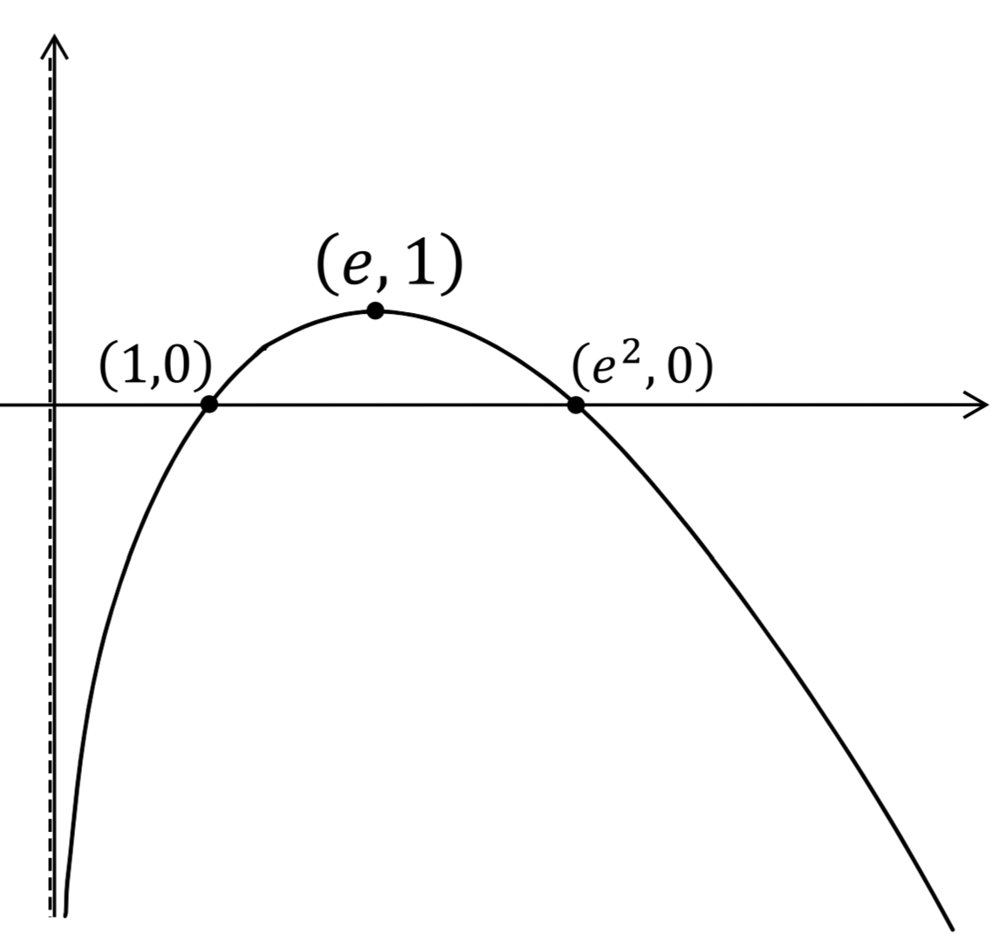 (e, 1)
(1,0)
(e², 0)